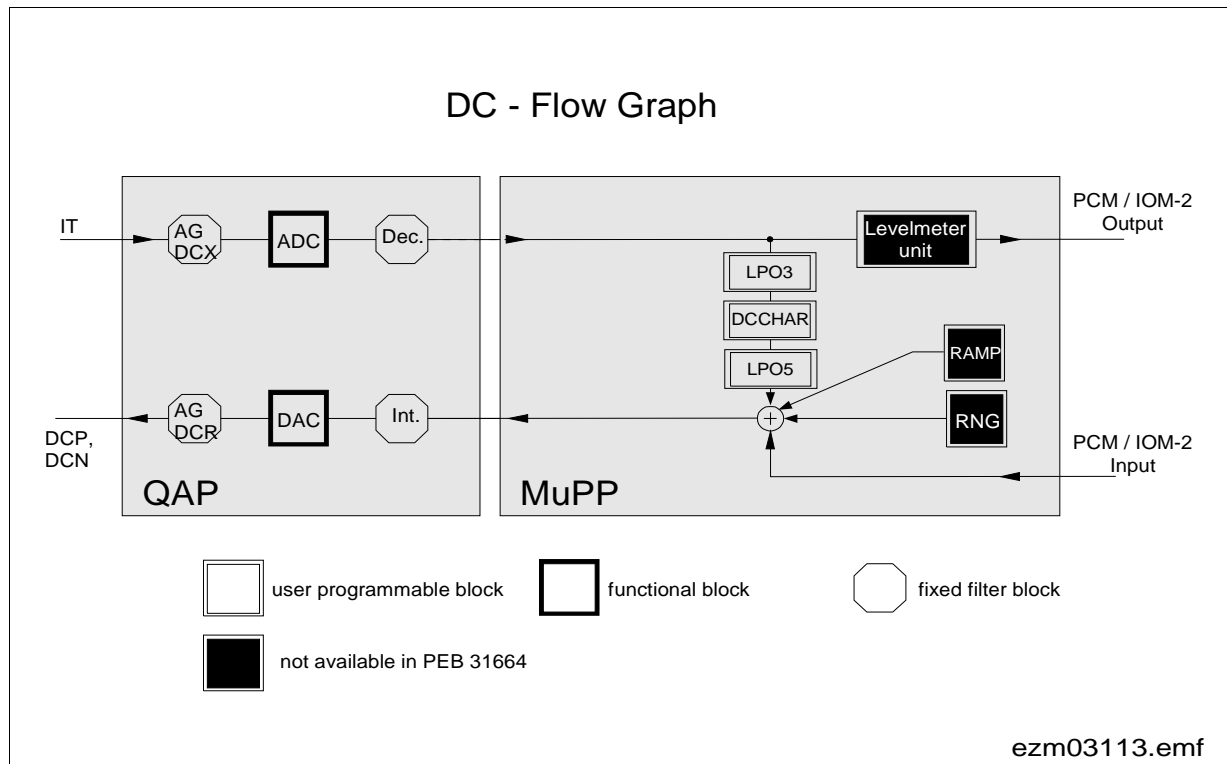 DC - Flow Graph
IT
AG
DCX
ADC
Dec.
Levelmeter
unit
PCM / IOM-2
Output
LPO3
DCCHAR
LPO5
RAMP
RNG
AG
DCR
DAC
Int.
DCP,
DCN
PCM / IOM-2
Input
QAP
MuPP
user programmable block
functional block
fixed filter block
not available in PEB 31664
ezm03113.emf